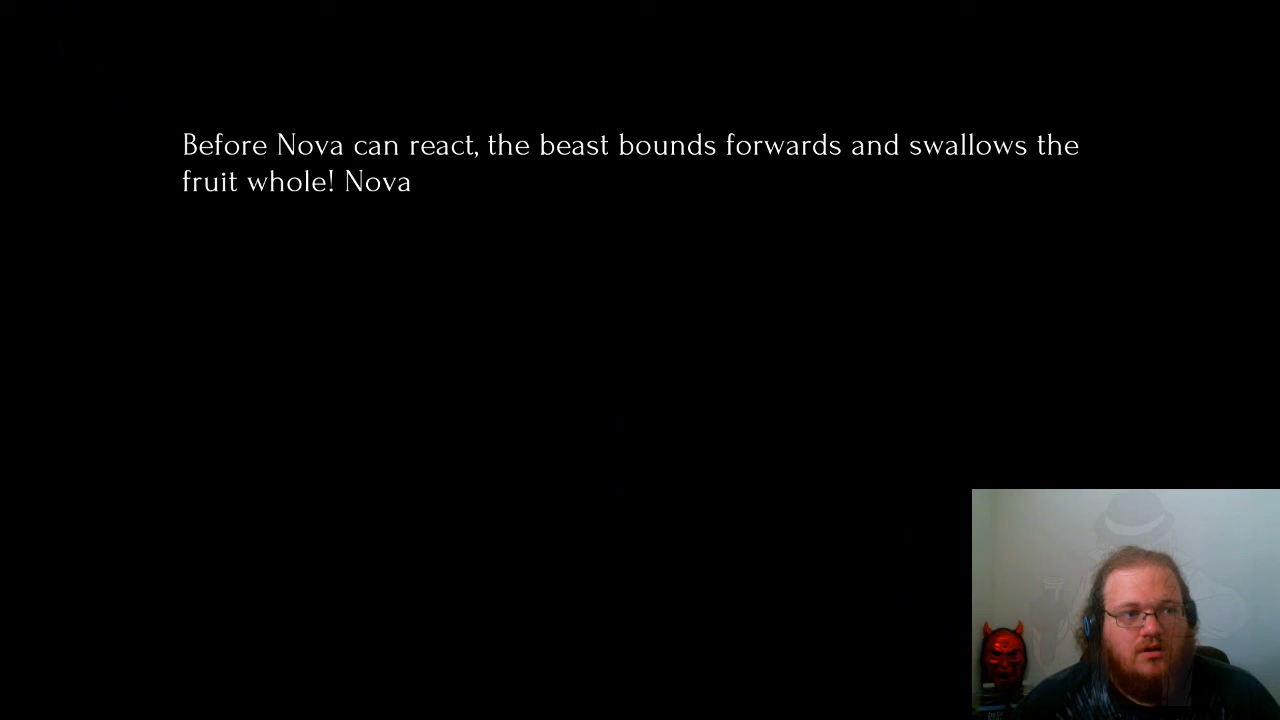 Before Nova can react, the beast bounds forwards and swallows the
fruit whole! Nova